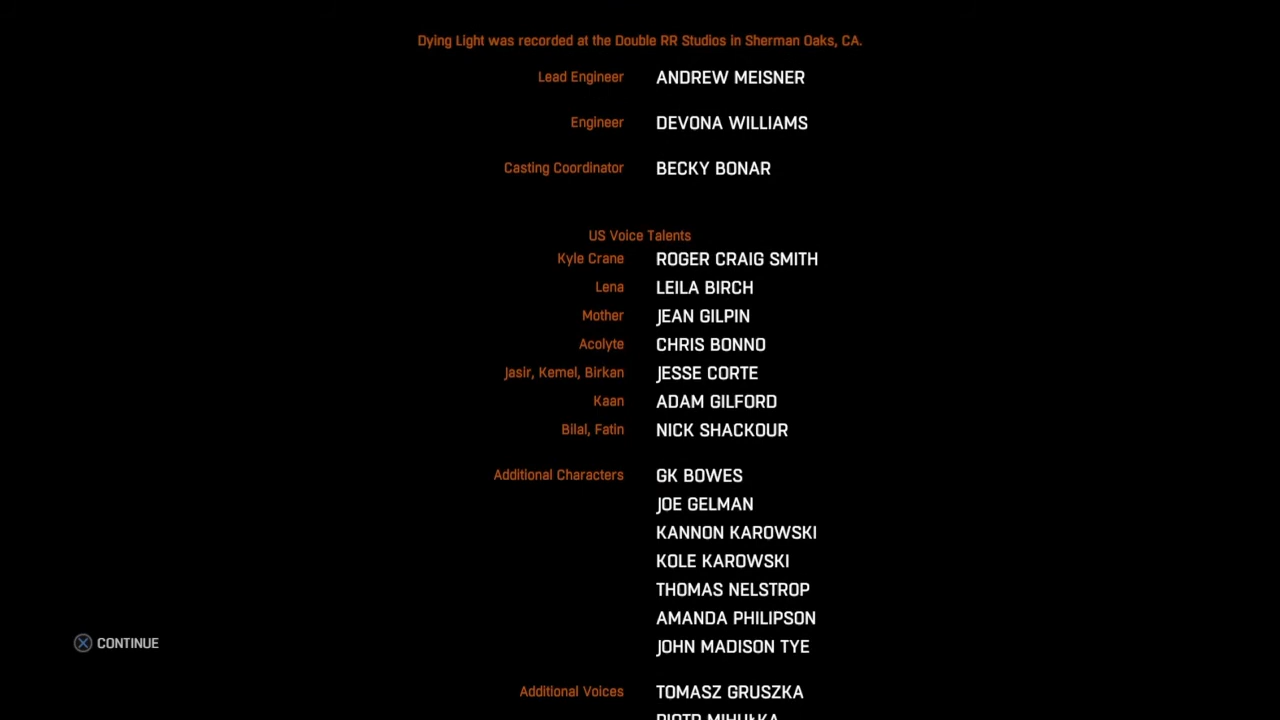 Dying Light was recorded at the Double RR Studios in Sherman Oaks, CA.
Lead Engineer ANDREW MEISNER
Engineer DEVONA WILLIAMS
Casting Coordinator BECKY BONAR
US Voice Talents
Kyle Crane ROGER CRAIG SMITH
Lena LEILA BIRCH
Mother JEAN GILPIN
Acolyte CHRIS BONNO
Jasir, Kemel, Birkan JESSE CORTE
Kaan ADAM GILFORD
Bilal, Fatin NICK SHACKOUR
Additional Characters GK BOWES
JOE GELMAN
KANNON KAROWSKI
KOLE KAROWSKI
THOMAS NELSTROP
AMANDA PHILIPSON
JOHN MADISON TYE
CONTINUE
Additional Voices TOMASZ GRUSZKA
PIOTR MIHUŁKA